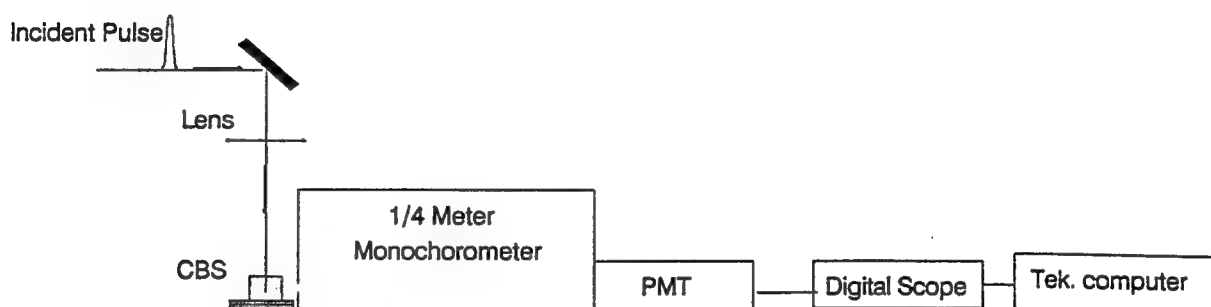 Incident Pulse
Lens
1/4 Meter
Monochorometer
CBS
PMT
Digital Scope
Tek. computer